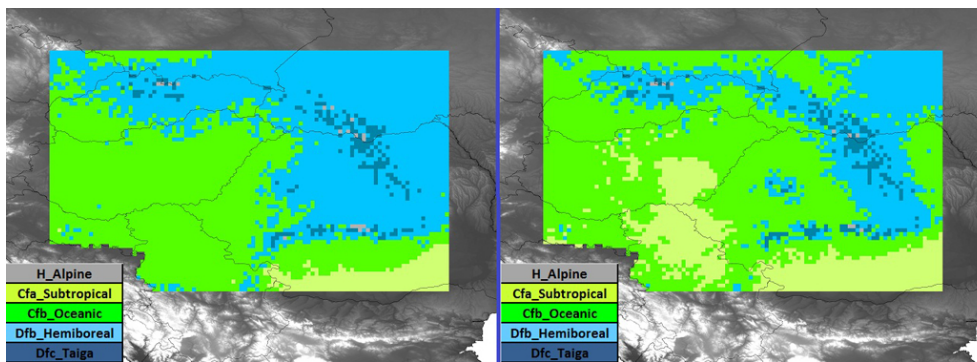 H_Alpine
Cfa_Subtropical
Cfb_Oceanic
Dfb_Hemiboreal
Dfc_Taiga
H_Alpine
Cfa_Subtropical
Cfb_Oceanic
Dfb_Hemiboreal
Dfc_Taiga